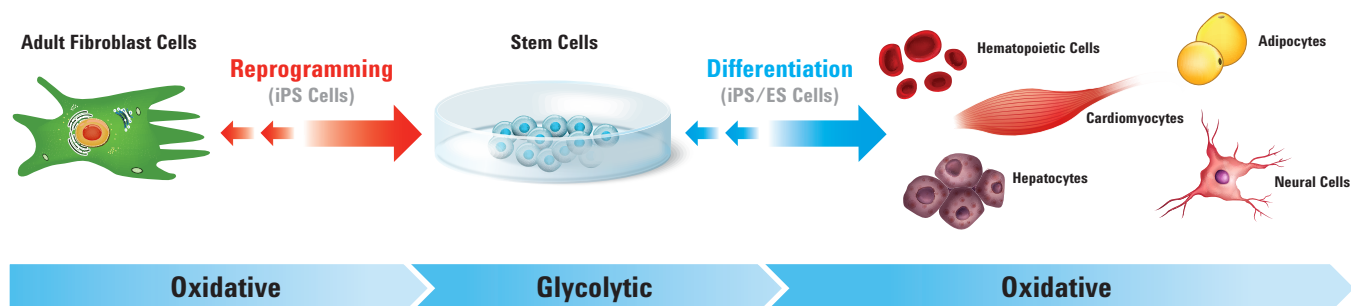 Adult Fibroblast Cells
Reprogramming
(iPS Cells)
Stem Cells
Differentiation
(iPS/ES Cells)
Hematopoietic Cells
Adipocytes
Cardiomyocytes
Hepatocytes
Neural Cells
Oxidative
Glycolytic
Oxidative